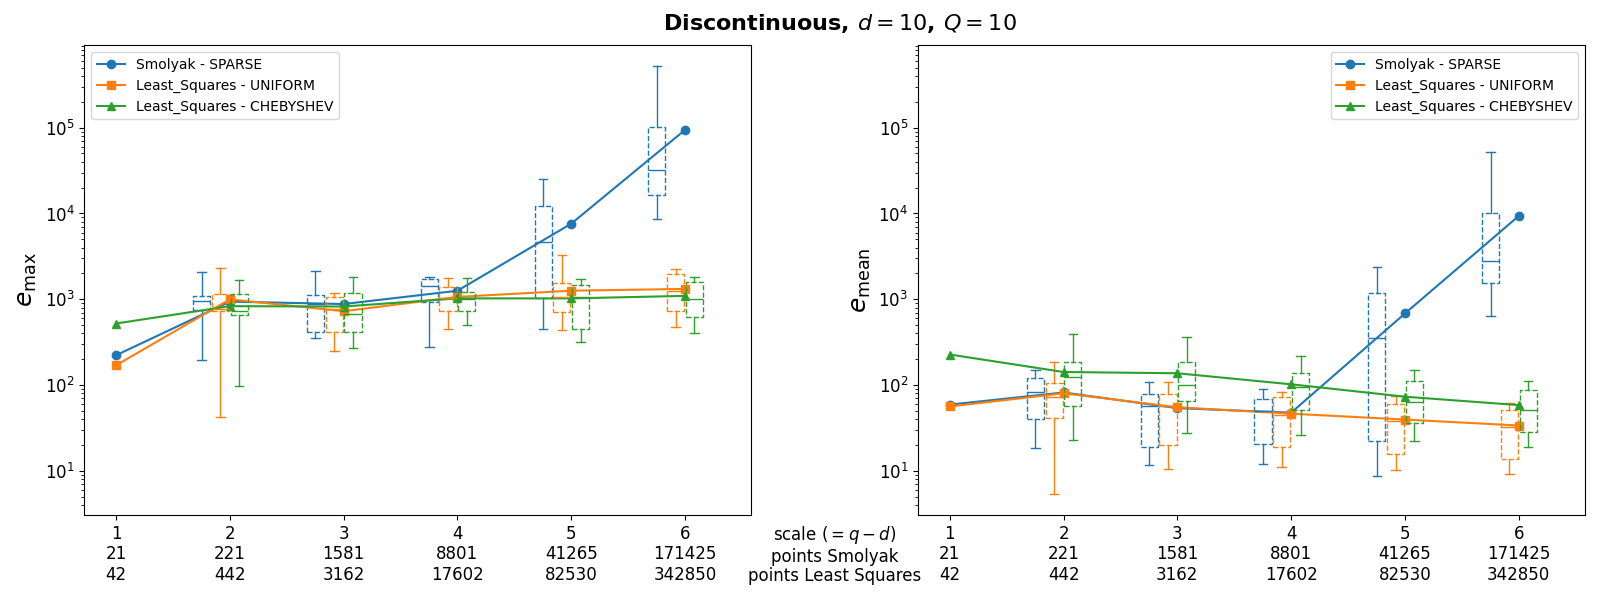 Discontinuous, d = 10, Q = 10
Smolyak - SPARSE
Least_Squares - UNIFORM
Least_Squares - CHEBYSHEV
e_max
10^5
10^4
10^3
10^2
10^1
1 2 3 4 5 6
21 221 1581 8801 41265 171425
42 442 3162 17602 82530 342850
scale (= q − d)
points Smolyak
points Least Squares
Smolyak - SPARSE
Least_Squares - UNIFORM
Least_Squares - CHEBYSHEV
e_mean
10^5
10^4
10^3
10^2
10^1
1 2 3 4 5 6
21 221 1581 8801 41265 171425
42 442 3162 17602 82530 342850